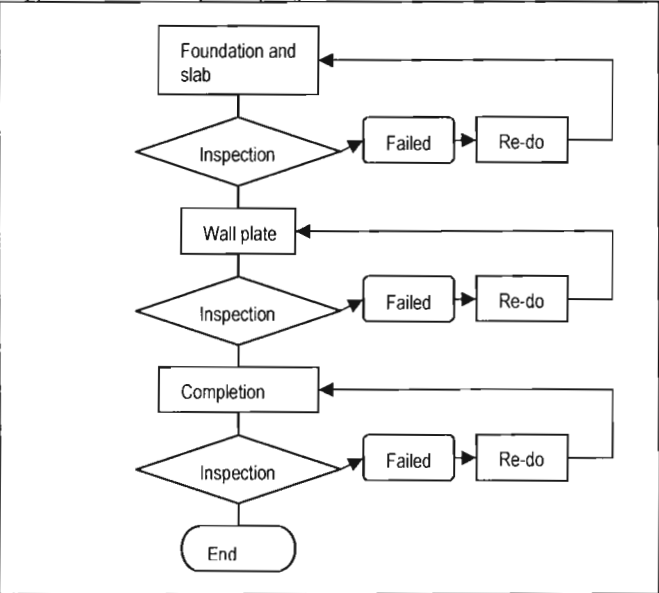 Foundation and
slab
Inspection
Failed
Re-do
Wall plate
Inspection
Failed
Re-do
Completion
Inspection
Failed
Re-do
End